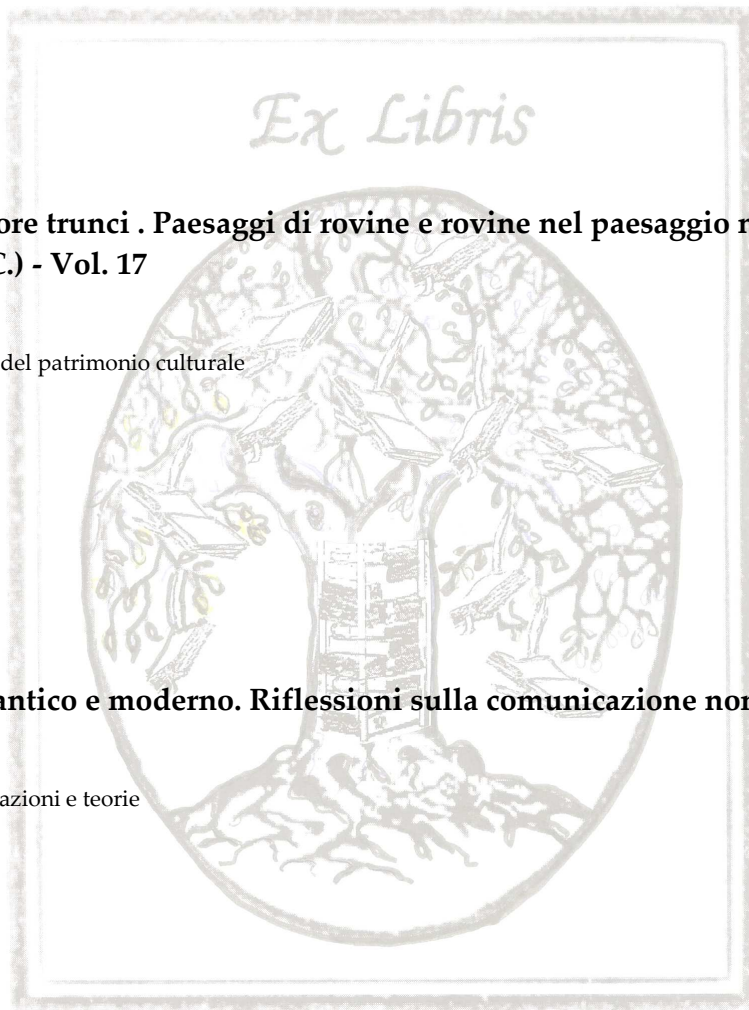 Ex Libris
ore trunci . Paesaggi di rovine e rovine nel paesaggio
C.) - Vol. 17
del patrimonio culturale
antico e moderno. Riflessioni sulla comunicazione
azioni e teorie